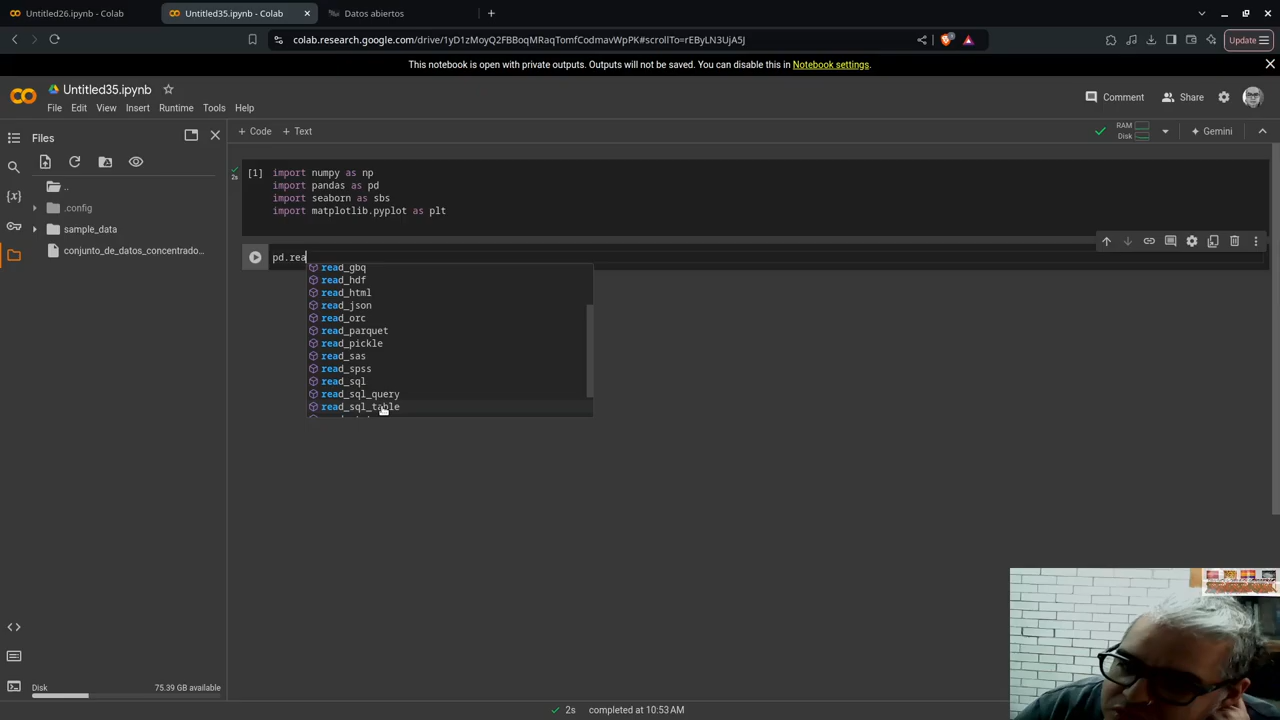 Untitled26.ipynb - Colab
Untitled35.ipynb - Colab
Datos abiertos
colab.research.google.com/drive/1yD1zMoyQ2FBBoqMRaqTomfCodmavWpPK#scrollTo=rEByLN3UjA5J
Update
This notebook is open with private outputs. Outputs will not be saved. You can disable this in Notebook settings.
Untitled35.ipynb
File Edit View Insert Runtime Tools Help
Comment
Share
Files
+ Code + Text
RAM
Disk
Gemini
..
.config
sample_data
conjunto_de_datos_concentrado...
2s
[1] import numpy as np
import pandas as pd
import seaborn as sbs
import matplotlib.pyplot as plt
pd.rea
read_gbq
read_hdf
read_html
read_json
read_orc
read_parquet
read_pickle
read_sas
read_spss
read_sql
read_sql_query
read_sql_table
Disk 75.39 GB available
2s completed at 10:53 AM